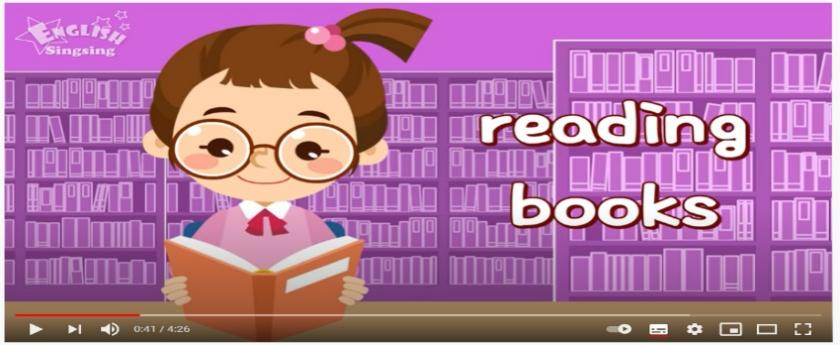 ENGLISH
Singsing
reading
books
0:41 / 4:26